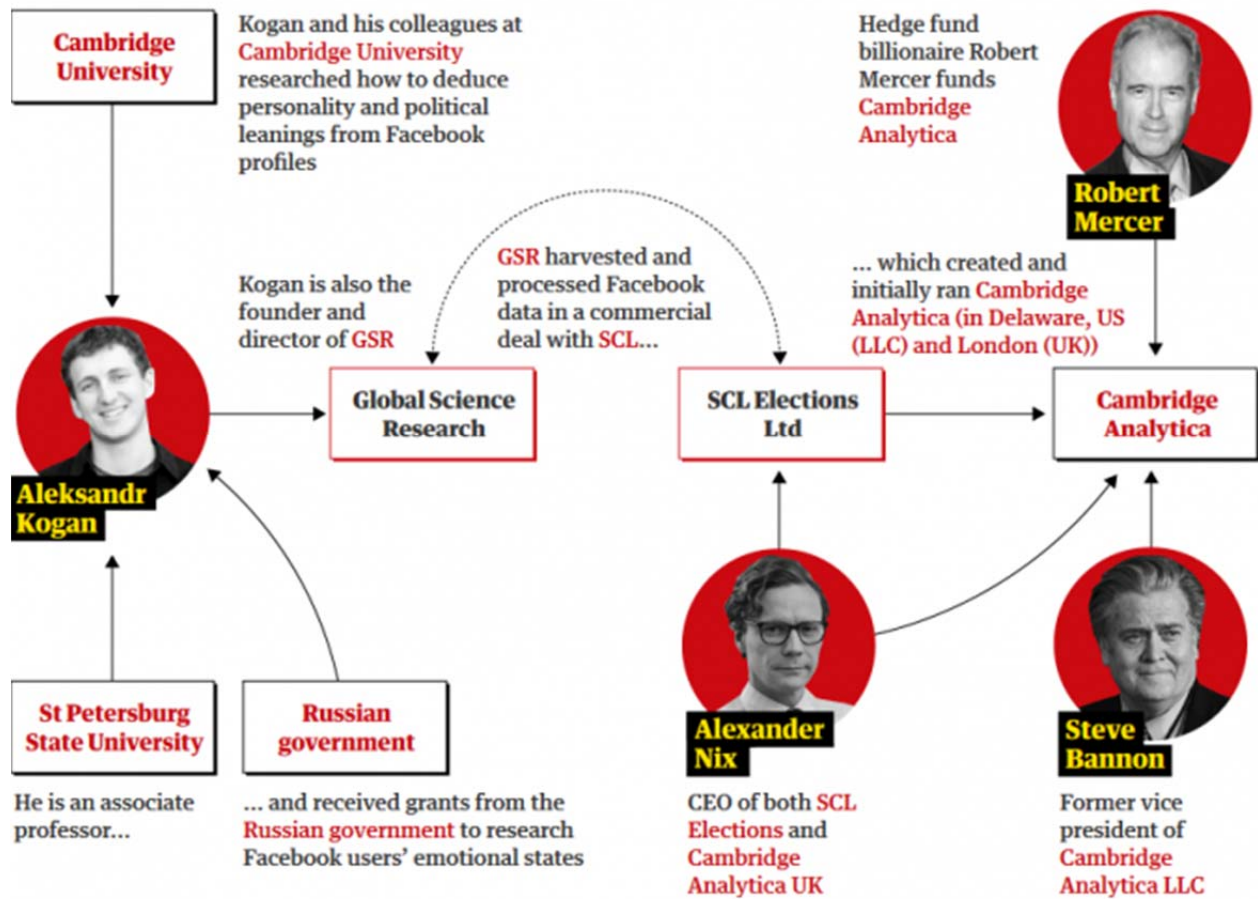 Cambridge
University
Kogan and his colleagues at
Cambridge University
researched how to deduce
personality and political
leanings from Facebook
profiles
Hedge fund
billionaire Robert
Mercer funds
Cambridge
Analytica
Robert
Mercer
Kogan is also the
founder and
director of GSR
GSR harvested and
processed Facebook
data in a commercial
deal with SCL...
... which created and
initially ran Cambridge
Analytica (in Delaware, US
(LLC) and London (UK))
Aleksandr
Kogan
Global Science
Research
SCL Elections
Ltd
Cambridge
Analytica
St Petersburg
State University
Russian
government
He is an associate
professor...
... and received grants from the
Russian government to research
Facebook users' emotional states
Alexander
Nix
CEO of both SCL
Elections and
Cambridge
Analytica UK
Steve
Bannon
Former vice
president of
Cambridge
Analytica LLC